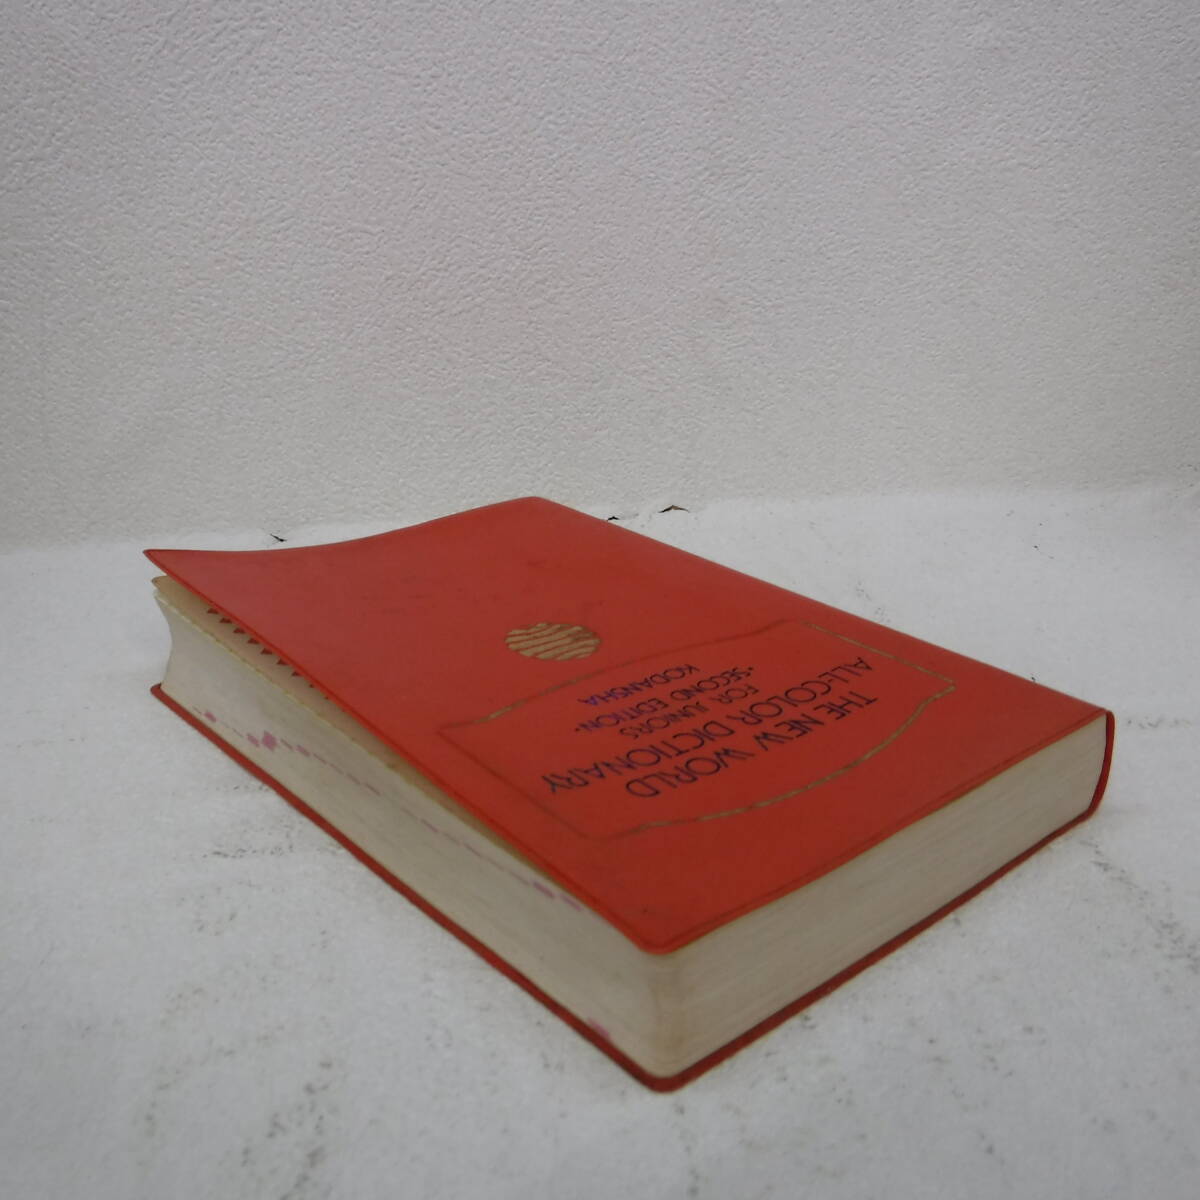 THE NEW WORLD
ALL-COLOR DICTIONARY
FOR JUNIORS
•SECOND EDITION•
KODANSHA